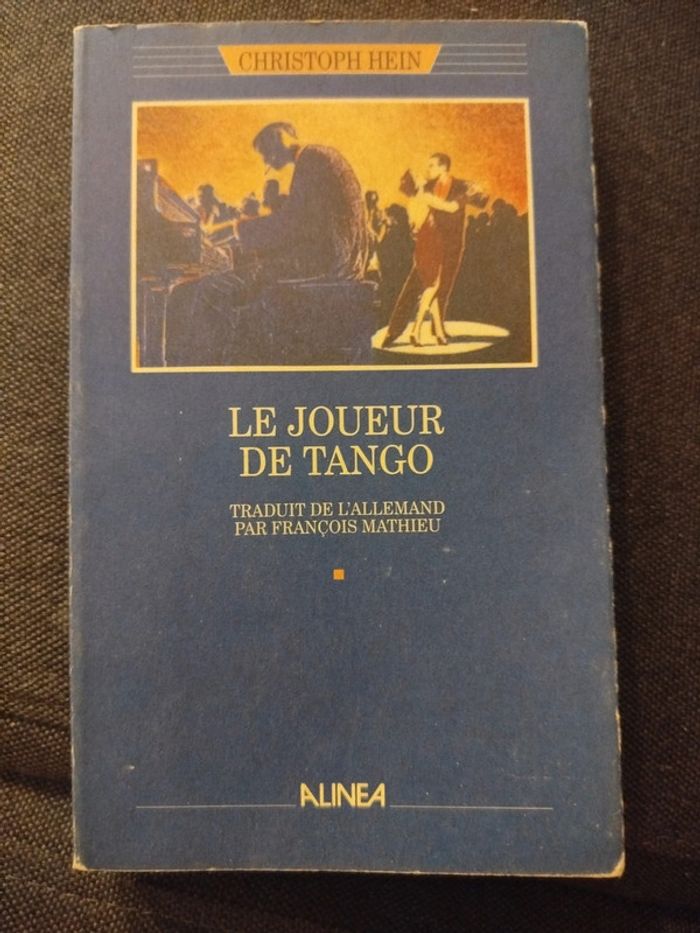 CHRISTOPH HEIN
LE JOUEUR
DE TANGO
TRADUIT DE L'ALLEMAND
PAR FRANÇOIS MATHIEU
ALINEA